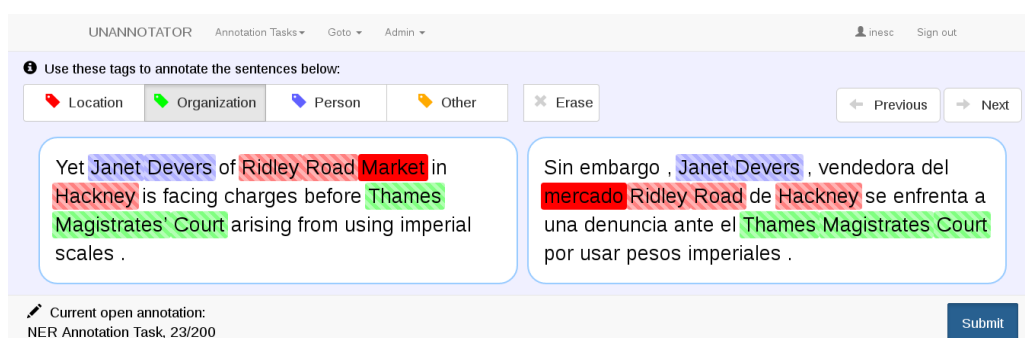 UNANNOTATOR Annotation Tasks Goto Admin inesc Sign out
Use these tags to annotate the sentences below:
Location Organization Person Other Erase Previous Next
Yet Janet Devers of Ridley Road Market in
Hackney is facing charges before Thames
Magistrates' Court arising from using imperial
scales .
Sin embargo , Janet Devers , vendedora del
mercado Ridley Road de Hackney se enfrenta a
una denuncia ante el Thames Magistrates Court
por usar pesos imperiales .
Current open annotation:
NER Annotation Task, 23/200
Submit